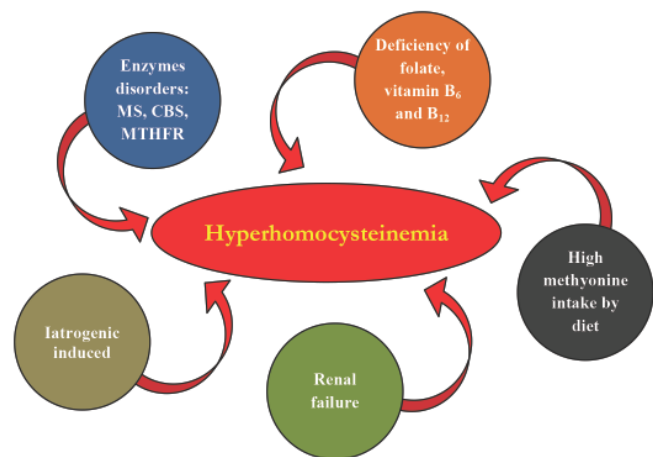 Enzymes
disorders:
MS, CBS,
MTHFR
Deficiency of
folate,
vitamin B₆
and B₁₂
Hyperhomocysteinemia
High
methyonine
intake by
diet
Iatrogenic
induced
Renal
failure